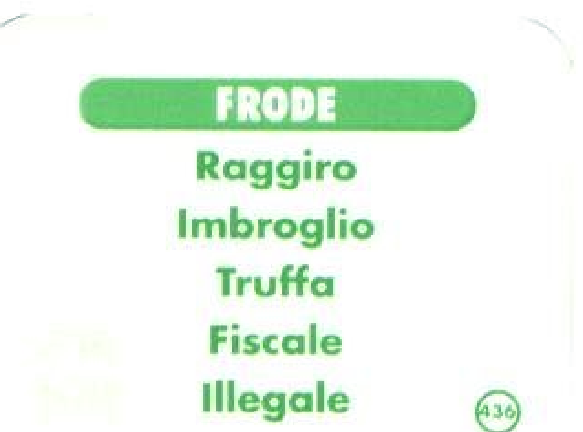 FRODE
Raggiro
Imbroglio
Truffa
Fiscale
Illegale
436